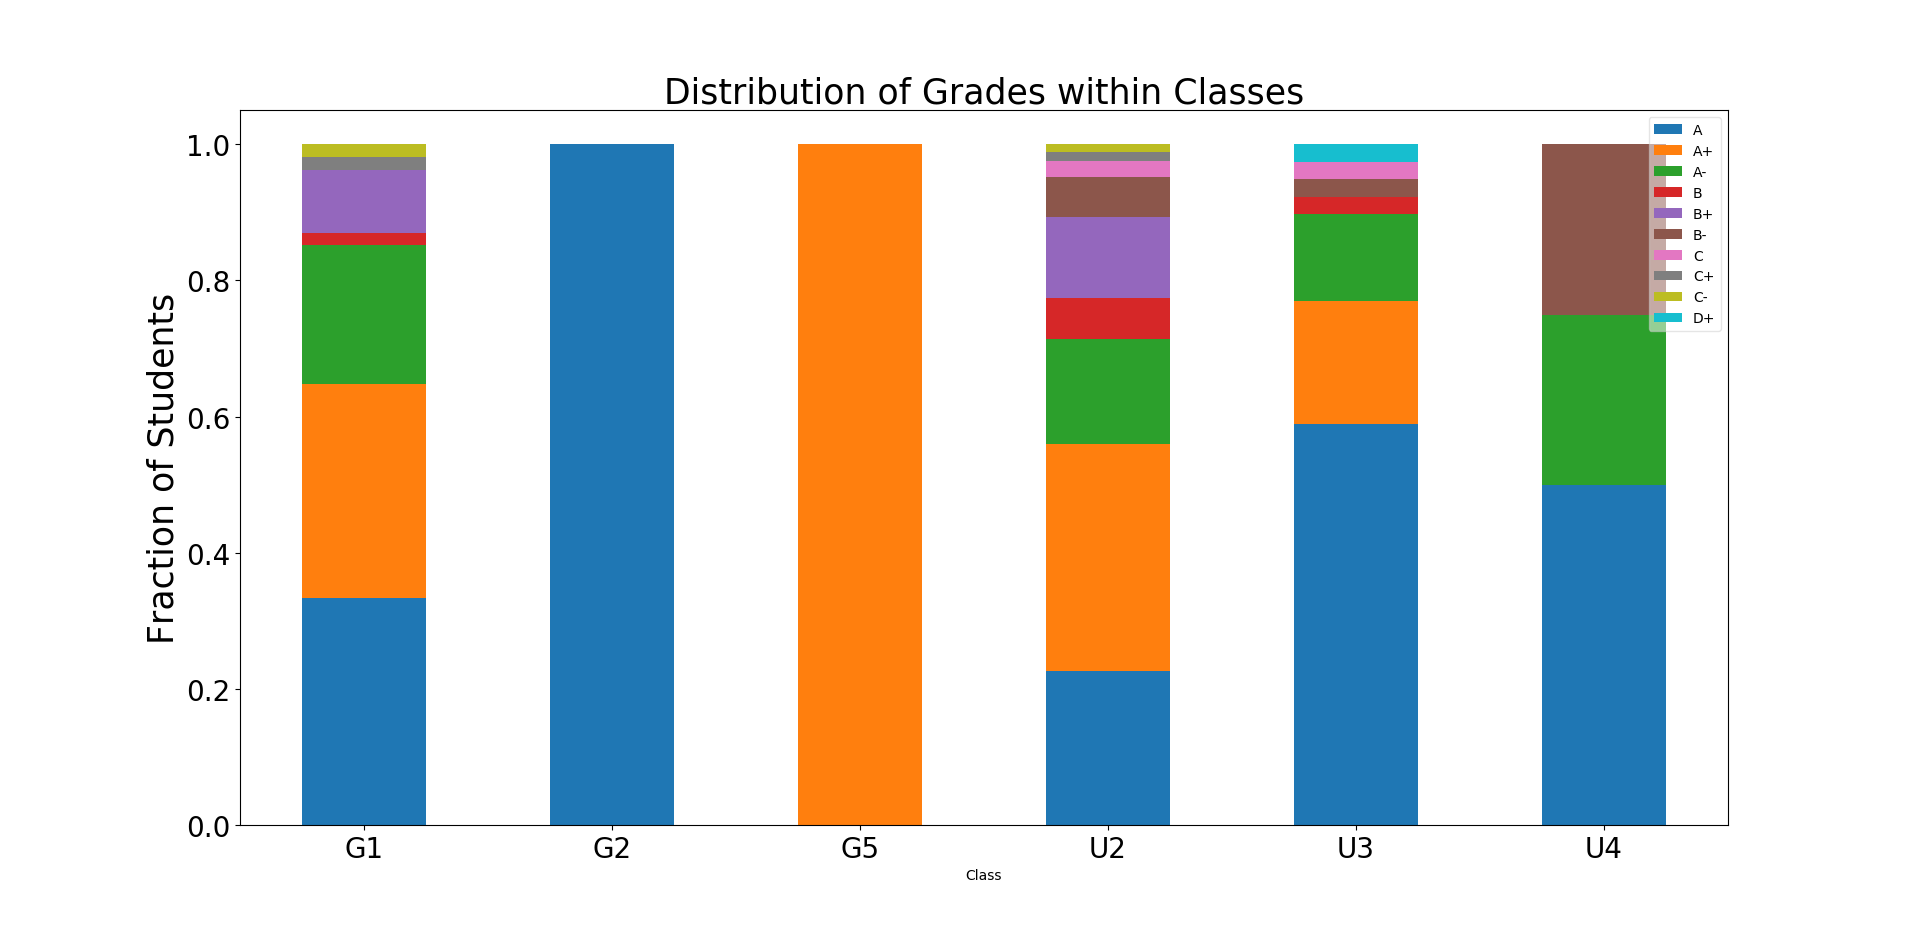 Distribution of Grades within Classes
Fraction of Students
1.0
0.8
0.6
0.4
0.2
0.0
A
A+
A-
B
B+
B-
C
C+
C-
D+
G1 G2 G5 U2 U3 U4
Class